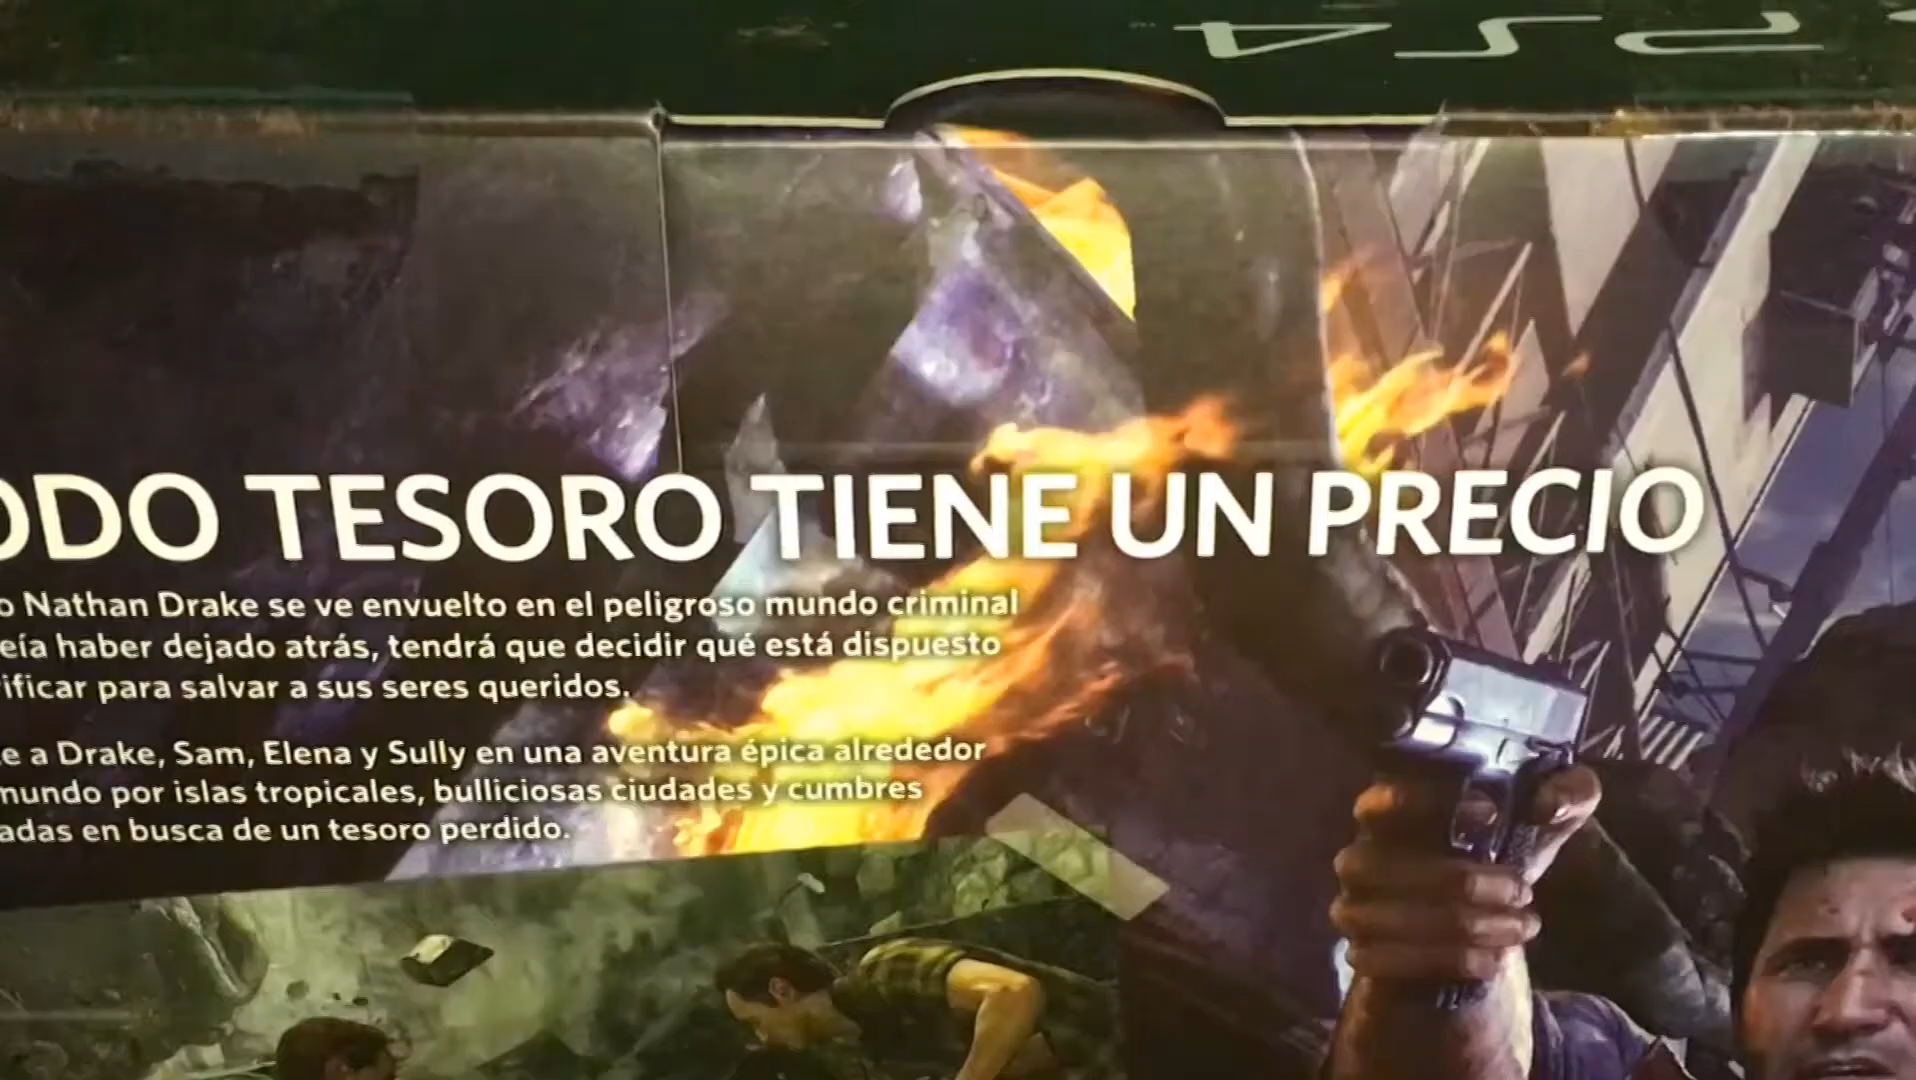 PS4
ODO TESORO TIENE UN PRECIO
o Nathan Drake se ve envuelto en el peligroso mundo criminal
eía haber dejado atrás, tendrá que decidir qué está dispuesto
ificar para salvar a sus seres queridos.
e a Drake, Sam, Elena y Sully en una aventura épica alrededor
mundo por islas tropicales, bulliciosas ciudades y cumbres
adas en busca de un tesoro perdido.